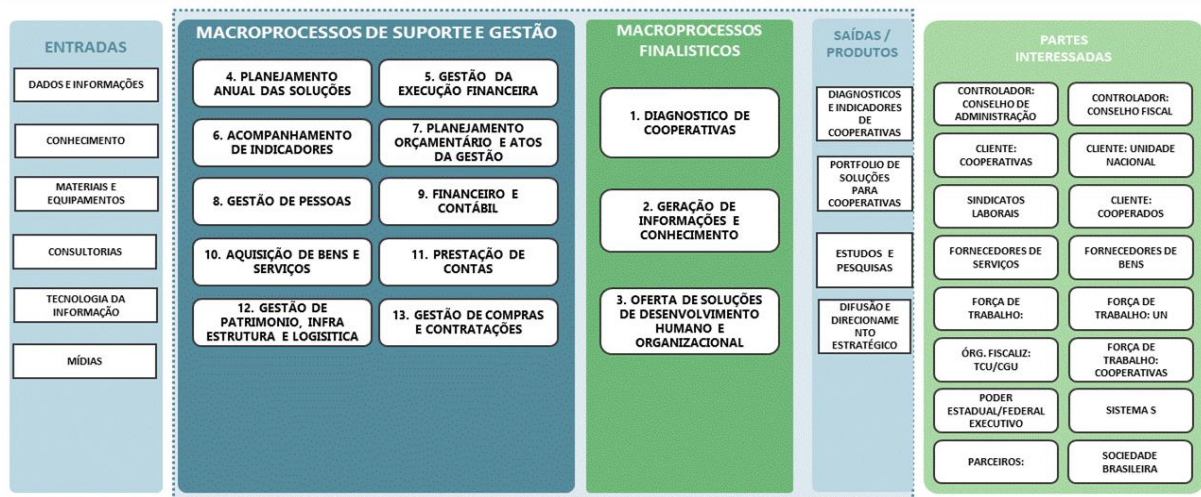 ENTRADAS
DADOS E INFORMAÇÕES
CONHECIMENTO
MATERIAIS E
EQUIPAMENTOS
CONSULTORIAS
TECNOLOGIA DA
INFORMAÇÃO
MÍDIAS
MACROPROCESSOS DE SUPORTE E GESTÃO
4. PLANEJAMENTO
ANUAL DAS SOLUÇÕES
5. GESTÃO DA
EXECUÇÃO FINANCEIRA
6. ACOMPANHAMENTO
DE INDICADORES
7. PLANEJAMENTO
ORÇAMENTÁRIO E ATOS
DA GESTÃO
8. GESTÃO DE PESSOAS
9. FINANCEIRO E
CONTÁBIL
10. AQUISIÇÃO DE BENS E
SERVIÇOS
11. PRESTAÇÃO DE
CONTAS
12. GESTÃO DE
PATRIMONIO, INFRA
ESTRUTURA E LOGISITICA
13. GESTÃO DE COMPRAS
E CONTRATAÇÕES
MACROPROCESSOS
FINALISTICOS
1. DIAGNOSTICO DE
COOPERATIVAS
2. GERAÇÃO DE
INFORMAÇÕES E
CONHECIMENTO
3. OFERTA DE SOLUÇÕES
DE DESENVOLVIMENTO
HUMANO E
ORGANIZACIONAL
SAÍDAS /
PRODUTOS
DIAGNOSTICOS
E INDICADORES
DE
COOPERATIVAS
PORTFOLIO DE
SOLUÇÕES
PARA
COOPERATIVAS
ESTUDOS E
PESQUISAS
DIFUSÃO E
DIRECIONAME
NTO
ESTRATÉGICO
PARTES
INTERESSADAS
CONTROLADOR:
CONSELHO DE
ADMINISTRAÇÃO
CONTROLADOR:
CONSELHO FISCAL
CLIENTE:
COOPERATIVAS
CLIENTE: UNIDADE
NACIONAL
SINDICATOS
LABORAIS
CLIENTE:
COOPERADOS
FORNECEDORES DE
SERVIÇOS
FORNECEDORES DE
BENS
FORÇA DE
TRABALHO:
FORÇA DE
TRABALHO: UN
ÓRG. FISCALIZ:
TCU/CGU
FORÇA DE
TRABALHO:
COOPERATIVAS
PODER
ESTADUAL/FEDERAL
EXECUTIVO
SISTEMA S
PARCEIROS:
SOCIEDADE
BRASILEIRA